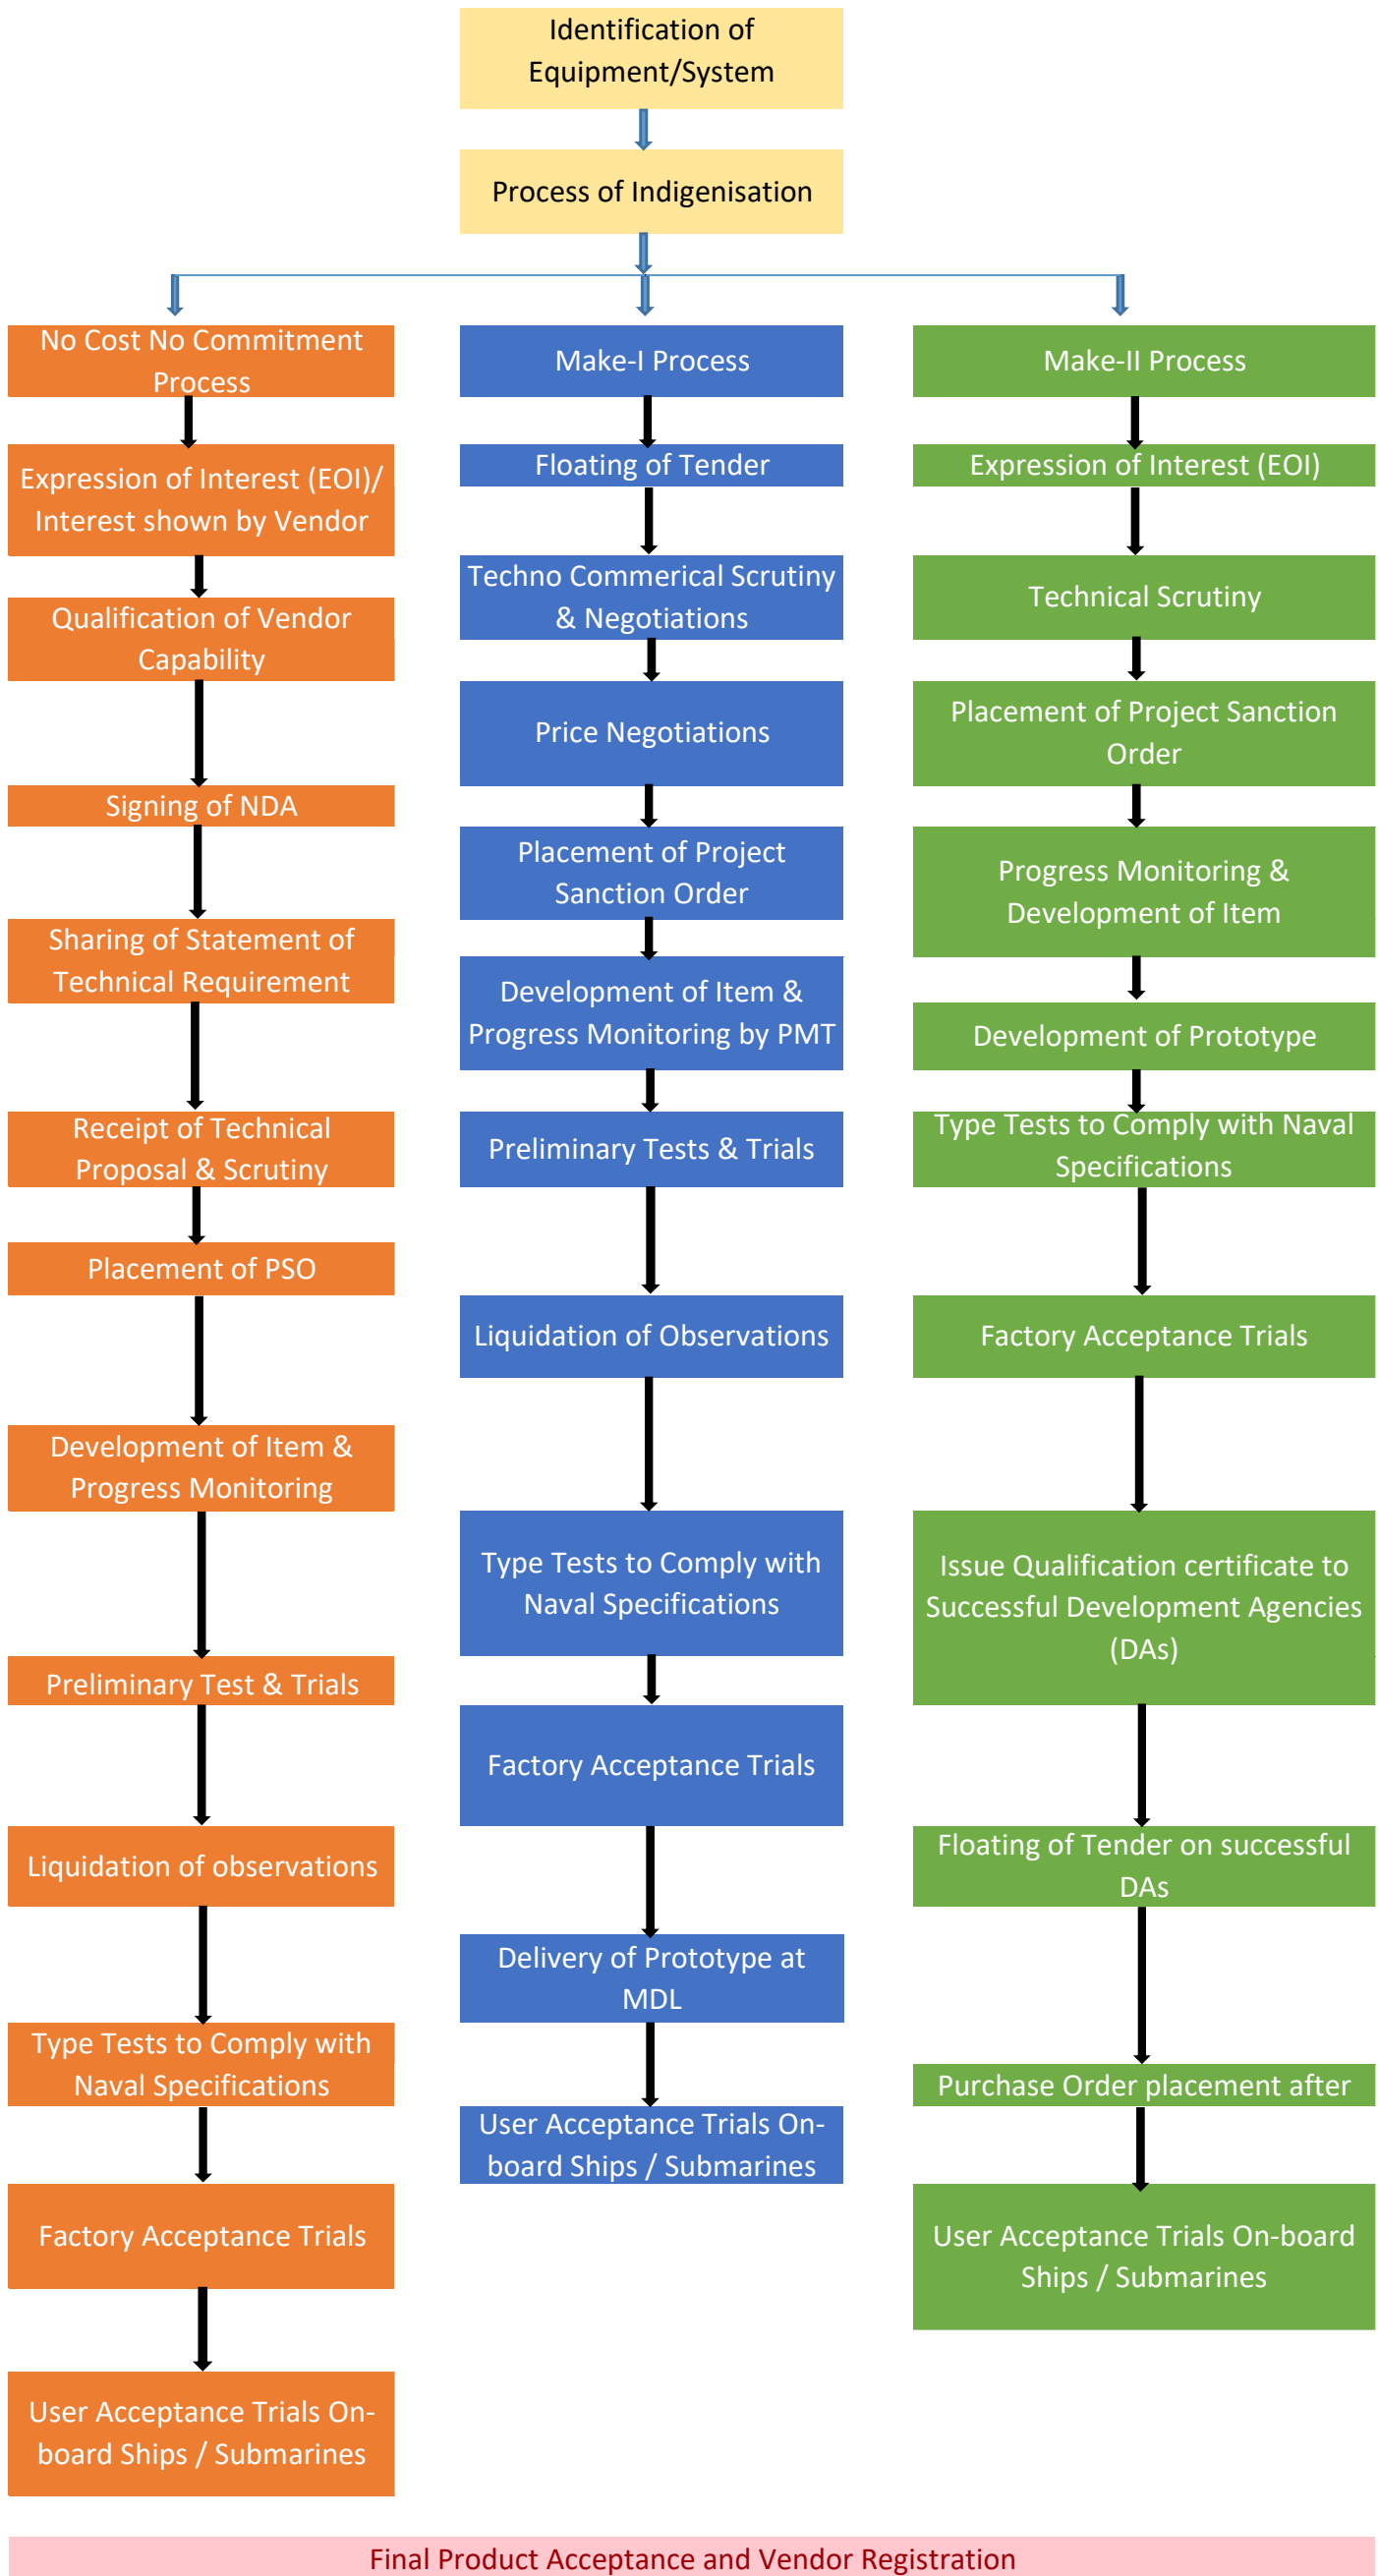 Identification of
Equipment/System
Process of Indigenisation
No Cost No Commitment
Process
Expression of Interest (EOI)/
Interest shown by Vendor
Qualification of Vendor
Capability
Signing of NDA
Sharing of Statement of
Technical Requirement
Receipt of Technical
Proposal & Scrutiny
Placement of PSO
Development of Item &
Progress Monitoring
Preliminary Test & Trials
Liquidation of observations
Type Tests to Comply with
Naval Specifications
Factory Acceptance Trials
User Acceptance Trials On-
board Ships / Submarines
Make-I Process
Floating of Tender
Techno Commerical Scrutiny
& Negotiations
Price Negotiations
Placement of Project
Sanction Order
Development of Item &
Progress Monitoring by PMT
Preliminary Tests & Trials
Liquidation of Observations
Type Tests to Comply with
Naval Specifications
Factory Acceptance Trials
Delivery of Prototype at
MDL
User Acceptance Trials On-
board Ships / Submarines
Make-II Process
Expression of Interest (EOI)
Technical Scrutiny
Placement of Project Sanction
Order
Progress Monitoring &
Development of Item
Development of Prototype
Type Tests to Comply with Naval
Specifications
Factory Acceptance Trials
Issue Qualification certificate to
Successful Development Agencies
(DAs)
Floating of Tender on successful
DAs
Purchase Order placement after
User Acceptance Trials On-board
Ships / Submarines
Final Product Acceptance and Vendor Registration